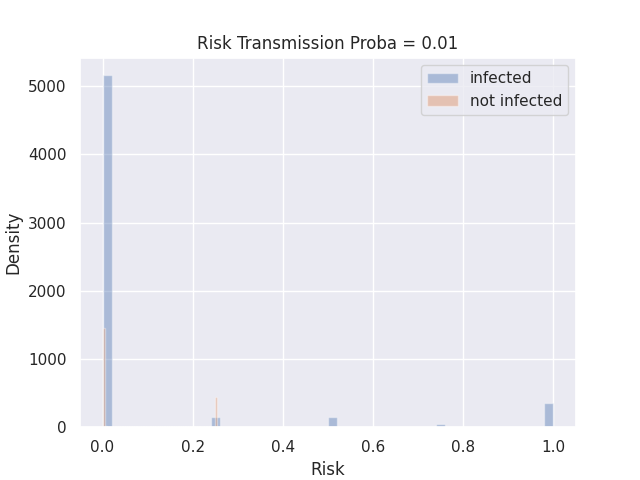 Risk Transmission Proba = 0.01
infected
not infected
Density
5000
4000
3000
2000
1000
0
0.0 0.2 0.4 0.6 0.8 1.0
Risk